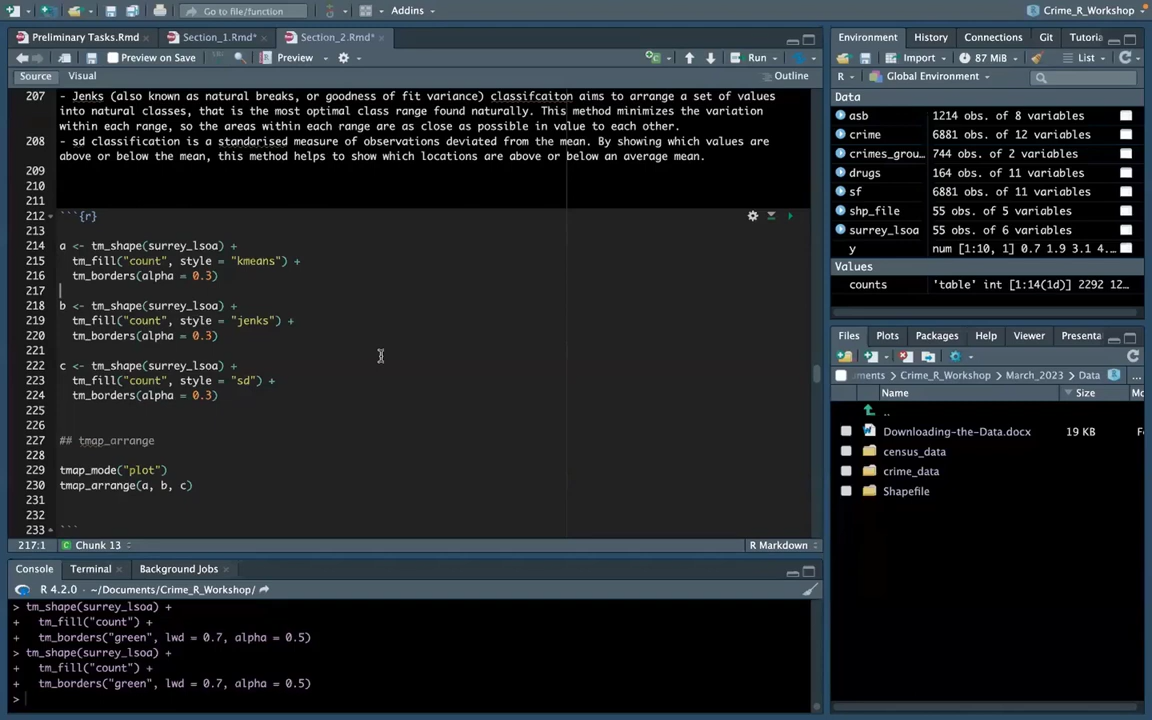 Go to file/function
Addins
Crime_R_Workshop
Preliminary Tasks.Rmd
Section_1.Rmd*
Section_2.Rmd*
Preview on Save
Preview
Run
Source
Visual
Outline
207
- Jenks (also known as natural breaks, or goodness of fit variance) classifcaiton aims to arrange a set of values
into natural classes, that is the most optimal class range found naturally. This method minimizes the variation
within each range, so the areas within each range are as close as possible in value to each other.
208
- sd classification is a standarised measure of observations deviated from the mean. By showing which values are
above or below the mean, this method helps to show which locations are above or below an average mean.
209
210
211
212 ```{r}
213
214 a <- tm_shape(surrey_lsoa) +
215 tm_fill("count", style = "kmeans") +
216 tm_borders(alpha = 0.3)
217
218 b <- tm_shape(surrey_lsoa) +
219 tm_fill("count", style = "jenks") +
220 tm_borders(alpha = 0.3)
221
222 c <- tm_shape(surrey_lsoa) +
223 tm_fill("count", style = "sd") +
224 tm_borders(alpha = 0.3)
225
226
227 ## tmap_arrange
228
229 tmap_mode("plot")
230 tmap_arrange(a, b, c)
231
232
233 ```
217:1
Chunk 13
R Markdown
Console
Terminal
Background Jobs
R 4.2.0 · ~/Documents/Crime_R_Workshop/
> tm_shape(surrey_lsoa) +
+ tm_fill("count") +
+ tm_borders("green", lwd = 0.7, alpha = 0.5)
> tm_shape(surrey_lsoa) +
+ tm_fill("count") +
+ tm_borders("green", lwd = 0.7, alpha = 0.5)
>
Environment
History
Connections
Git
Tutoria
Import
87 MiB
List
R
Global Environment
Data
asb 1214 obs. of 8 variables
crime 6881 obs. of 12 variables
crimes_grou… 744 obs. of 2 variables
drugs 164 obs. of 11 variables
sf 6881 obs. of 11 variables
shp_file 55 obs. of 5 variables
surrey_lsoa 55 obs. of 6 variables
y num [1:10, 1] 0.7 1.9 3.1 4.…
Values
counts 'table' int [1:14(1d)] 2292 12…
Files
Plots
Packages
Help
Viewer
Presenta
ments > Crime_R_Workshop > March_2023 > Data
...
Name
Size
Mo
..
Downloading-the-Data.docx 19 KB Fe
census_data
crime_data
Shapefile